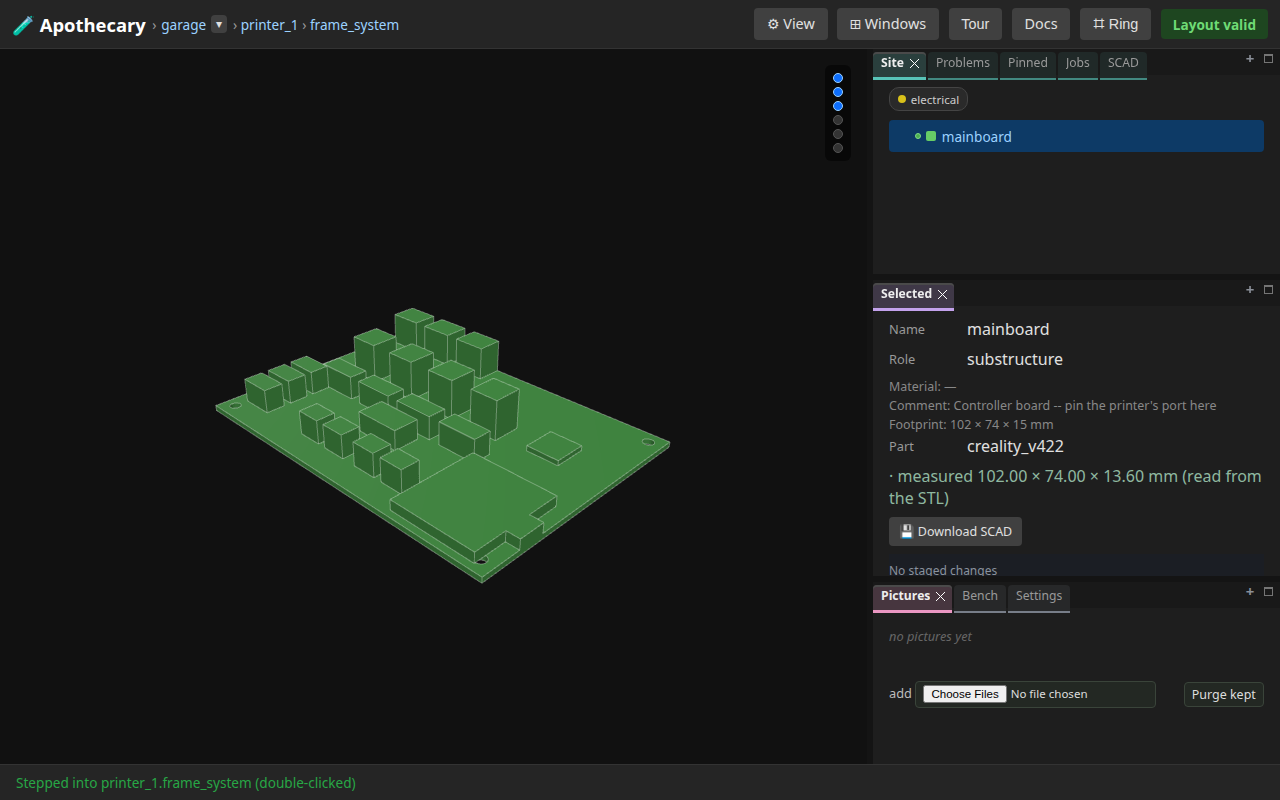 Apothecary › garage ▾ › printer_1 › frame_system
⚙ View
⊞ Windows
Tour
Docs
⌗ Ring
Layout valid
Site
Problems
Pinned
Jobs
SCAD
electrical
mainboard
Selected
Name mainboard
Role substructure
Material: —
Comment: Controller board -- pin the printer's port here
Footprint: 102 × 74 × 15 mm
Part creality_v422
· measured 102.00 × 74.00 × 13.60 mm (read from
the STL)
Download SCAD
No staged changes
Pictures
Bench
Settings
no pictures yet
add Choose Files No file chosen
Purge kept
Stepped into printer_1.frame_system (double-clicked)